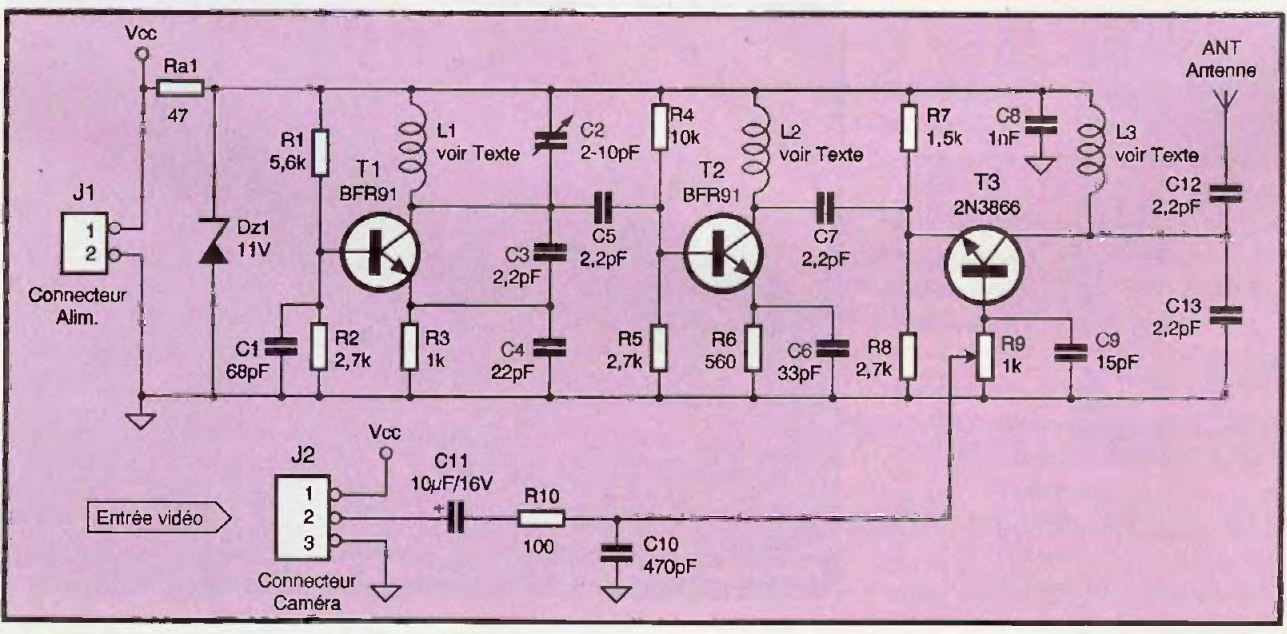 Vcc
Ra1
47
J1
1
2
Connecteur
Alim.
Dz1
11V
R1
5,6k
C1
68pF
R2
2,7k
T1
BFR91
L1
voir Texte
R3
1k
C2
2-10pF
C3
2,2pF
C4
22pF
C5
2,2pF
R4
10k
R5
2,7k
T2
BFR91
L2
voir Texte
R6
560
C6
33pF
C7
2,2pF
R7
1,5k
R8
2,7k
C8
1nF
T3
2N3866
L3
voir Texte
R9
1k
C9
15pF
ANT
Antenne
C12
2,2pF
C13
2,2pF
Entrée vidéo
J2
1
2
3
Connecteur
Caméra
Vcc
C11
10µF/16V
+
R10
100
C10
470pF